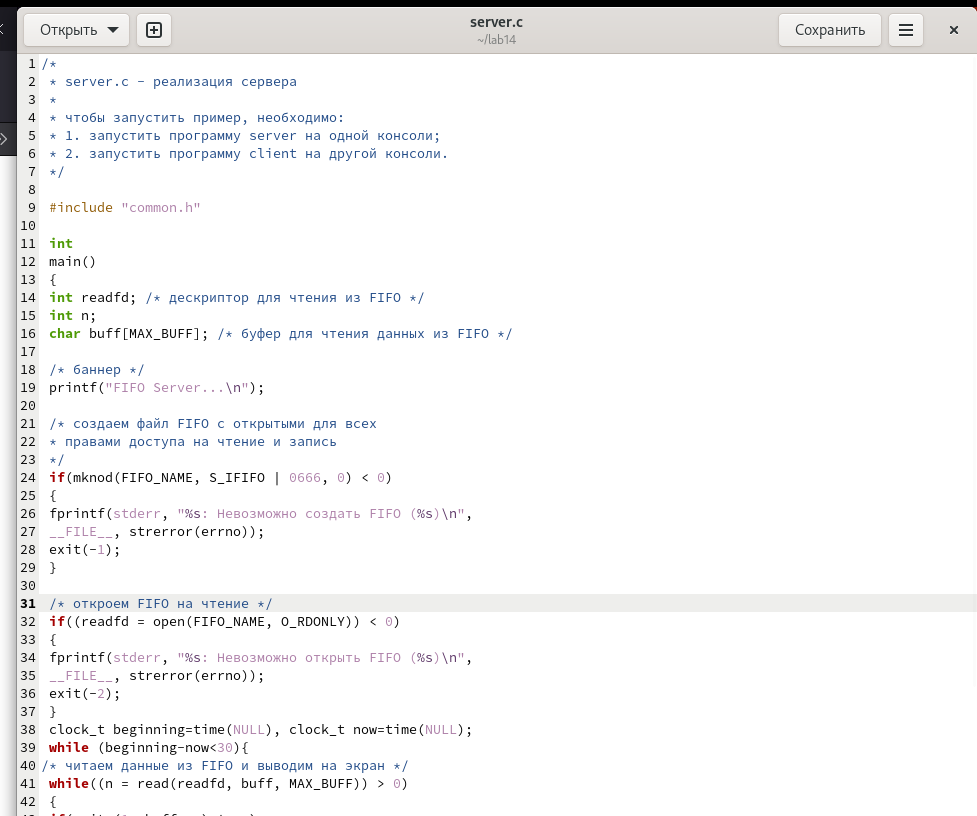 Открыть
server.c
~/lab14
Сохранить
1 /*
2 * server.c - реализация сервера
3 *
4 * чтобы запустить пример, необходимо:
5 * 1. запустить программу server на одной консоли;
6 * 2. запустить программу client на другой консоли.
7 */
8
9 #include "common.h"
10
11 int
12 main()
13 {
14 int readfd; /* дескриптор для чтения из FIFO */
15 int n;
16 char buff[MAX_BUFF]; /* буфер для чтения данных из FIFO */
17
18 /* баннер */
19 printf("FIFO Server...\n");
20
21 /* создаем файл FIFO с открытыми для всех
22 * правами доступа на чтение и запись
23 */
24 if(mknod(FIFO_NAME, S_IFIFO | 0666, 0) < 0)
25 {
26 fprintf(stderr, "%s: Невозможно создать FIFO (%s)\n",
27 __FILE__, strerror(errno));
28 exit(-1);
29 }
30
31 /* откроем FIFO на чтение */
32 if((readfd = open(FIFO_NAME, O_RDONLY)) < 0)
33 {
34 fprintf(stderr, "%s: Невозможно открыть FIFO (%s)\n",
35 __FILE__, strerror(errno));
36 exit(-2);
37 }
38 clock_t beginning=time(NULL), clock_t now=time(NULL);
39 while (beginning-now<30){
40 /* читаем данные из FIFO и выводим на экран */
41 while((n = read(readfd, buff, MAX_BUFF)) > 0)
42 {